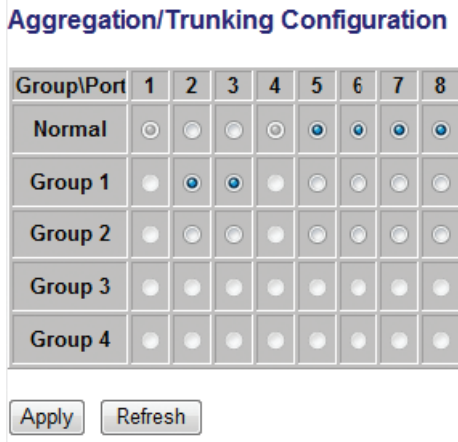 Aggregation/Trunking Configuration
Group\Port 1 2 3 4 5 6 7 8
Normal
Group 1
Group 2
Group 3
Group 4
Apply Refresh